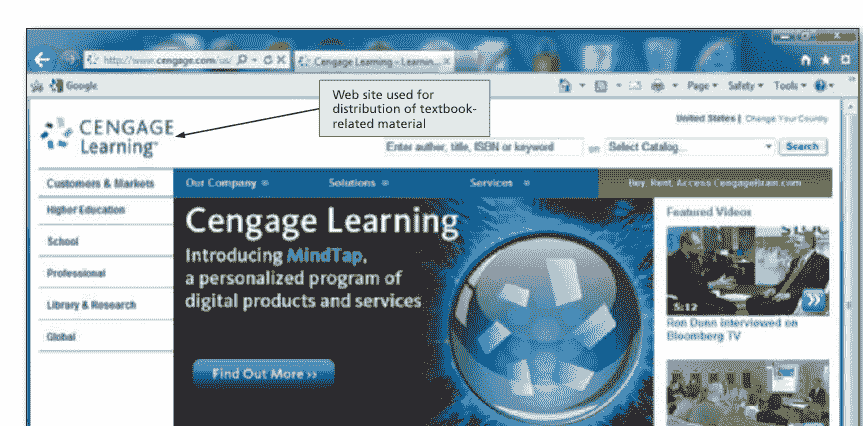 http://www.cengage.com/us/
Cengage Learning - Learnin...
Google
Page
Safety
Tools
Web site used for
distribution of textbook-
related material
CENGAGE
Learning™
United States | Change Your Country
Enter author, title, ISBN or keyword
on
Select Catalog...
Search
Customers & Markets
Our Company
Solutions
Services
Buy, Rent, Access CengageBrain.com
Higher Education
School
Professional
Library & Research
Global
Cengage Learning
Introducing MindTap,
a personalized program of
digital products and services
Find Out More >>
Featured Videos
5:12
Ron Dunn interviewed on
Bloomberg TV